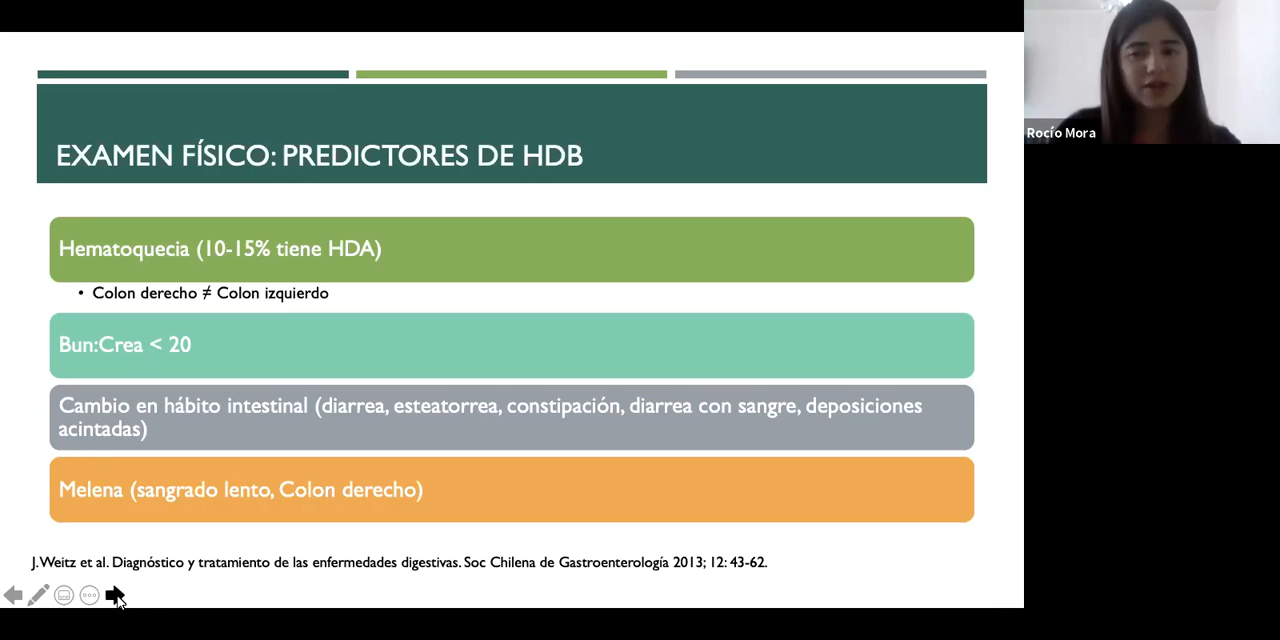 Rocío Mora
EXAMEN FÍSICO: PREDICTORES DE HDB
Hematoquecia (10-15% tiene HDA)
• Colon derecho ≠ Colon izquierdo
Bun:Crea < 20
Cambio en hábito intestinal (diarrea, esteatorrea, constipación, diarrea con sangre, deposiciones
acintadas)
Melena (sangrado lento, Colon derecho)
J. Weitz et al. Diagnóstico y tratamiento de las enfermedades digestivas. Soc Chilena de Gastroenterología 2013; 12: 43-62.